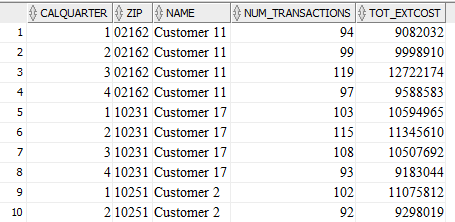 CALQUARTER ZIP NAME NUM_TRANSACTIONS TOT_EXTCOST
1 1 02162 Customer 11 94 9082032
2 2 02162 Customer 11 99 9998910
3 3 02162 Customer 11 119 12722174
4 4 02162 Customer 11 97 9588583
5 1 10231 Customer 17 103 10594965
6 2 10231 Customer 17 115 11345610
7 3 10231 Customer 17 108 10507692
8 4 10231 Customer 17 93 9183044
9 1 10251 Customer 2 102 11075812
10 2 10251 Customer 2 92 9298019